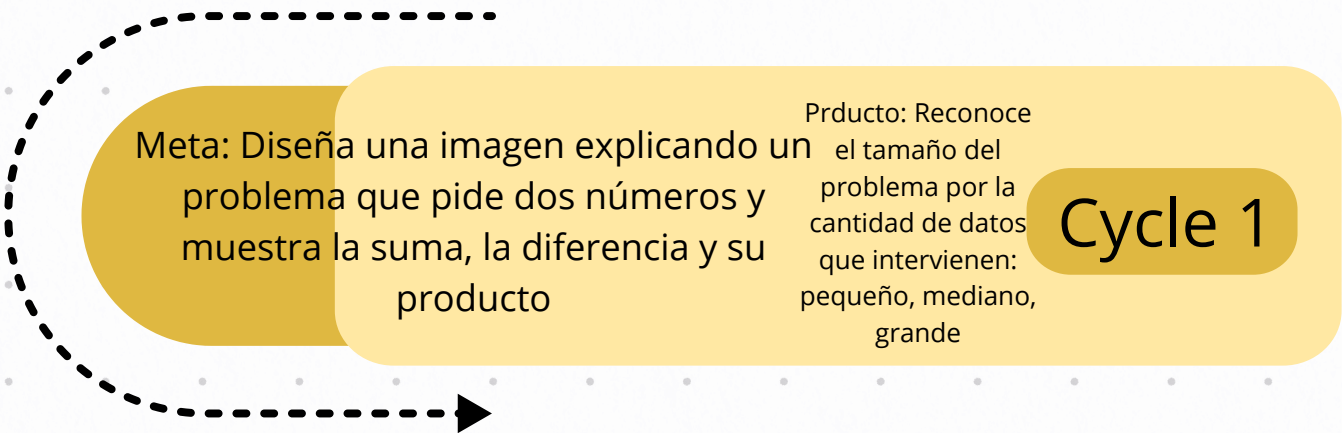 Meta: Diseña una imagen explicando un
problema que pide dos números y
muestra la suma, la diferencia y su
producto
Prducto: Reconoce
el tamaño del
problema por la
cantidad de datos
que intervienen:
pequeño, mediano,
grande
Cycle 1